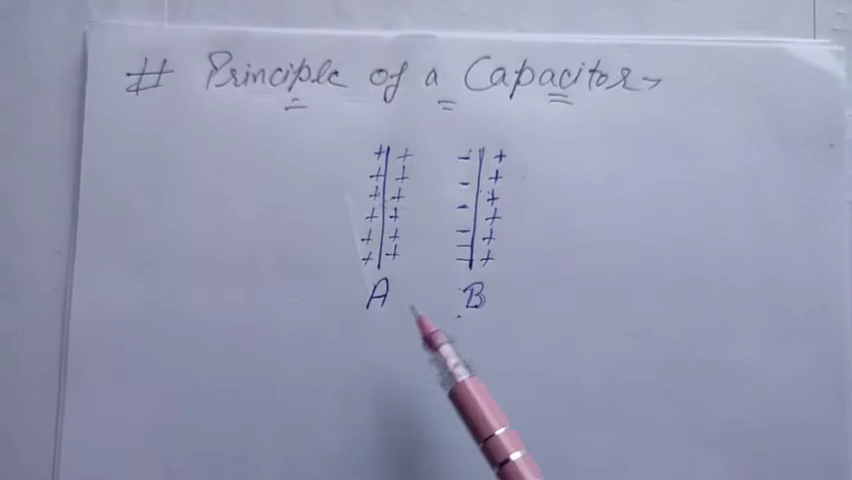 # Principle of a Capacitor-
+ + - +
+ + - +
+ + - +
+ + - +
+ + - +
+ + - +
A B